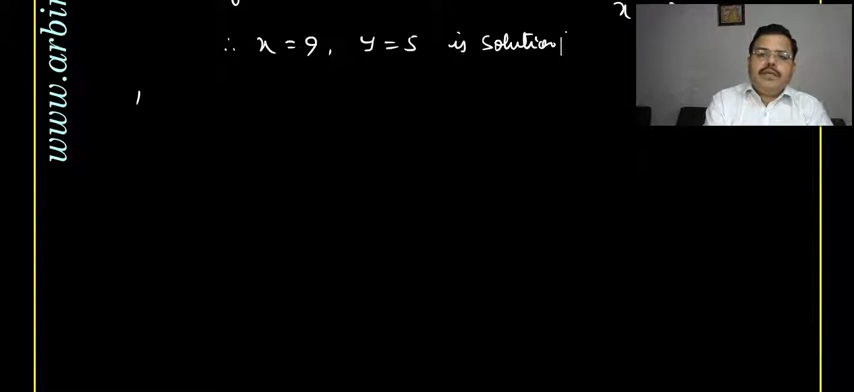 ∴ x = 9, y = 5 is solution
www.arbin